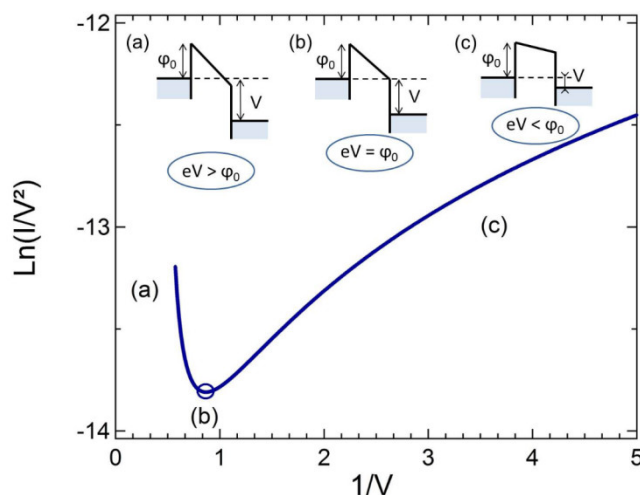 -12
-13
-14
Ln(I/V²)
(a)
φ₀
V
eV > φ₀
(b)
φ₀
V
eV = φ₀
(c)
φ₀
V
eV < φ₀
(a)
(b)
(c)
0
1
2
3
4
5
1/V